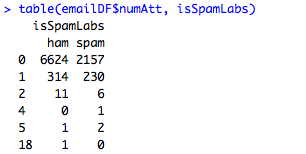 > table(emailDF$numAtt, isSpamLabs)
isSpamLabs
ham spam
0 6624 2157
1 314 230
2 11 6
4 0 1
5 1 2
18 1 0